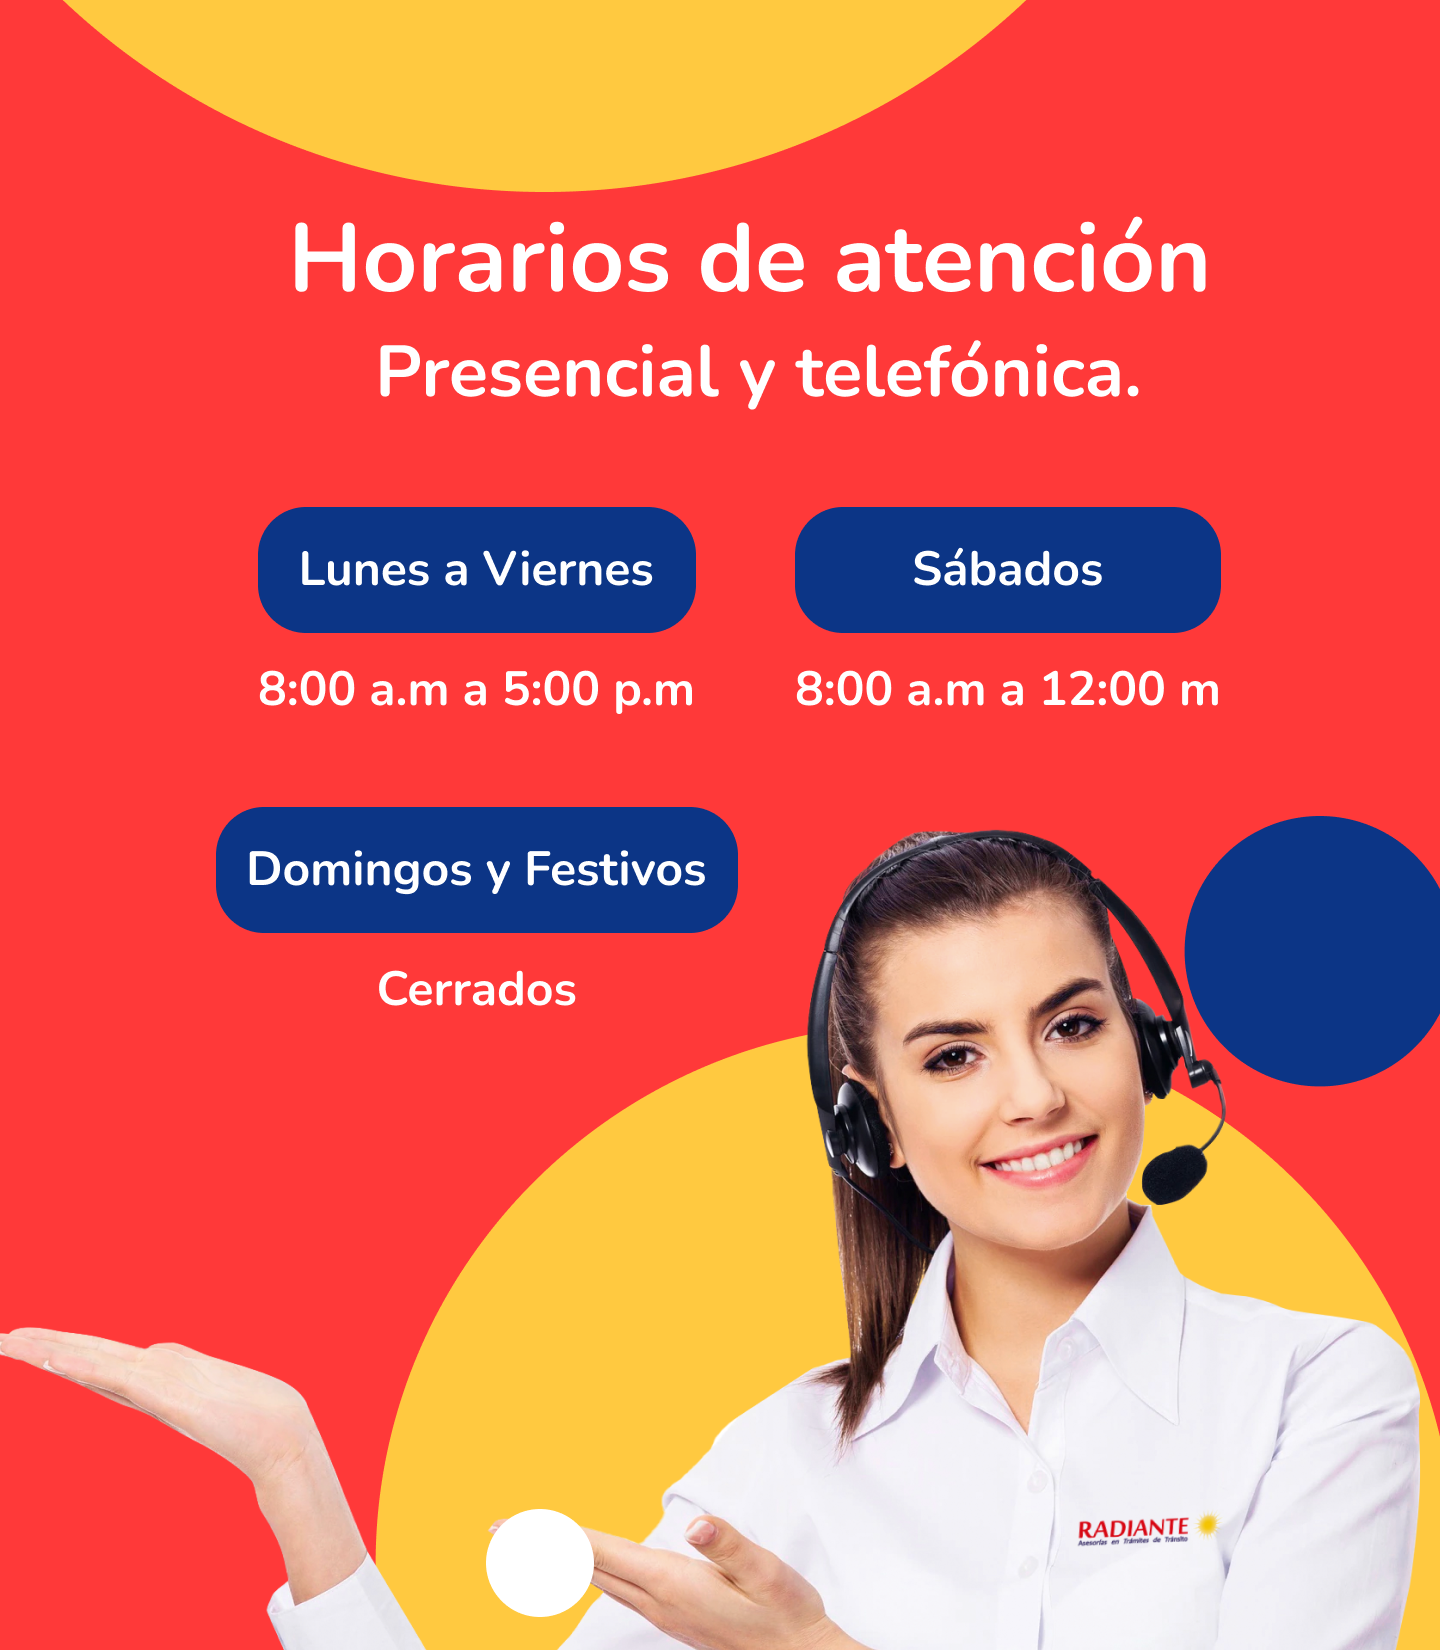 Horarios de atención
Presencial y telefónica.
Lunes a Viernes
8:00 a.m a 5:00 p.m
Sábados
8:00 a.m a 12:00 m
Domingos y Festivos
Cerrados
RADIANTE
Asesorías en Trámites de Tránsito